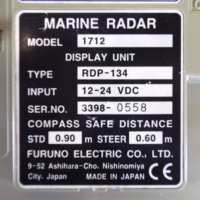 MARINE RADAR
MODEL 1712
DISPLAY UNIT
TYPE RDP-134
INPUT 12-24 VDC
SER.NO. 3398-0558
COMPASS SAFE DISTANCE
STD 0.90 m STEER 0.60 m
FURUNO ELECTRIC CO., LTD.
9-52 Ashihara-Cho, Nishinomiya
City, Japan MADE IN JAPAN